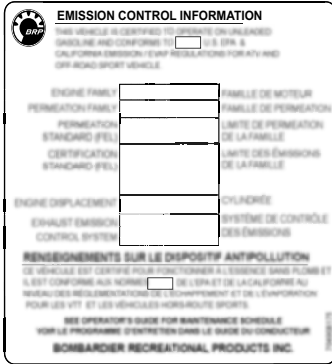 BRP
EMISSION CONTROL INFORMATION
THIS VEHICLE IS CERTIFIED TO OPERATE ON UNLEADED
GASOLINE AND CONFORMS TO U.S. EPA &
CALIFORNIA EMISSION / EVAP REGULATIONS FOR ATV AND
OFF-ROAD SPORT VEHICLE
ENGINE FAMILY FAMILLE DE MOTEUR
PERMEATION FAMILY FAMILLE DE PERMEATION
PERMEATION LIMITE DE PERMEATION
STANDARD (FEL) DE LA FAMILLE
CERTIFICATION LIMITE DES ÉMISSIONS
STANDARD (FEL) DE LA FAMILLE
ENGINE DISPLACEMENT CYLINDRÉE
EXHAUST EMISSION SYSTÈME DE CONTRÔLE
CONTROL SYSTEM DES ÉMISSIONS
RENSEIGNEMENTS SUR LE DISPOSITIF ANTIPOLLUTION
CE VÉHICULE EST CERTIFIÉ POUR FONCTIONNER À L'ESSENCE SANS PLOMB ET
IL EST CONFORME AUX NORMES DE L'EPA ET DE LA CALIFORNIE AU
NIVEAU DES RÉGLEMENTATIONS DE L'ÉCHAPPEMENT ET DE L'ÉVAPORATION
POUR LES VTT ET LES VÉHICULES HORS-ROUTE SPORTS.
SEE OPERATOR'S GUIDE FOR MAINTENANCE SCHEDULE
VOIR LE PROGRAMME D'ENTRETIEN DANS LE GUIDE DU CONDUCTEUR
BOMBARDIER RECREATIONAL PRODUCTS INC.